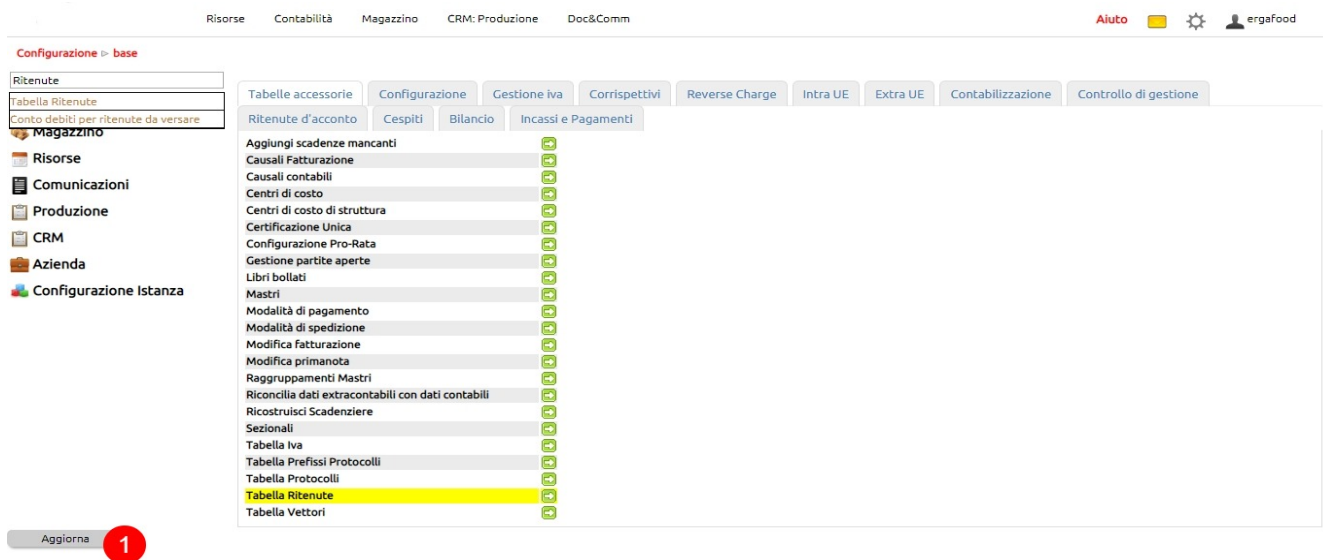 Risorse Contabilità Magazzino CRM: Produzione Doc&Comm Aiuto ergafood
Configurazione ▷ base
Ritenute
Tabella Ritenute
Conto debiti per ritenute da versare
Magazzino
Risorse
Comunicazioni
Produzione
CRM
Azienda
Configurazione Istanza
Tabelle accessorie Configurazione Gestione iva Corrispettivi Reverse Charge Intra UE Extra UE Contabilizzazione Controllo di gestione
Ritenute d'acconto Cespiti Bilancio Incassi e Pagamenti
Aggiungi scadenze mancanti
Causali Fatturazione
Causali contabili
Centri di costo
Centri di costo di struttura
Certificazione Unica
Configurazione Pro-Rata
Gestione partite aperte
Libri bollati
Mastri
Modalità di pagamento
Modalità di spedizione
Modifica fatturazione
Modifica primanota
Raggruppamenti Mastri
Riconcilia dati extracontabili con dati contabili
Ricostruisci Scadenziere
Sezionali
Tabella Iva
Tabella Prefissi Protocolli
Tabella Protocolli
Tabella Ritenute
Tabella Vettori
Aggiorna 1